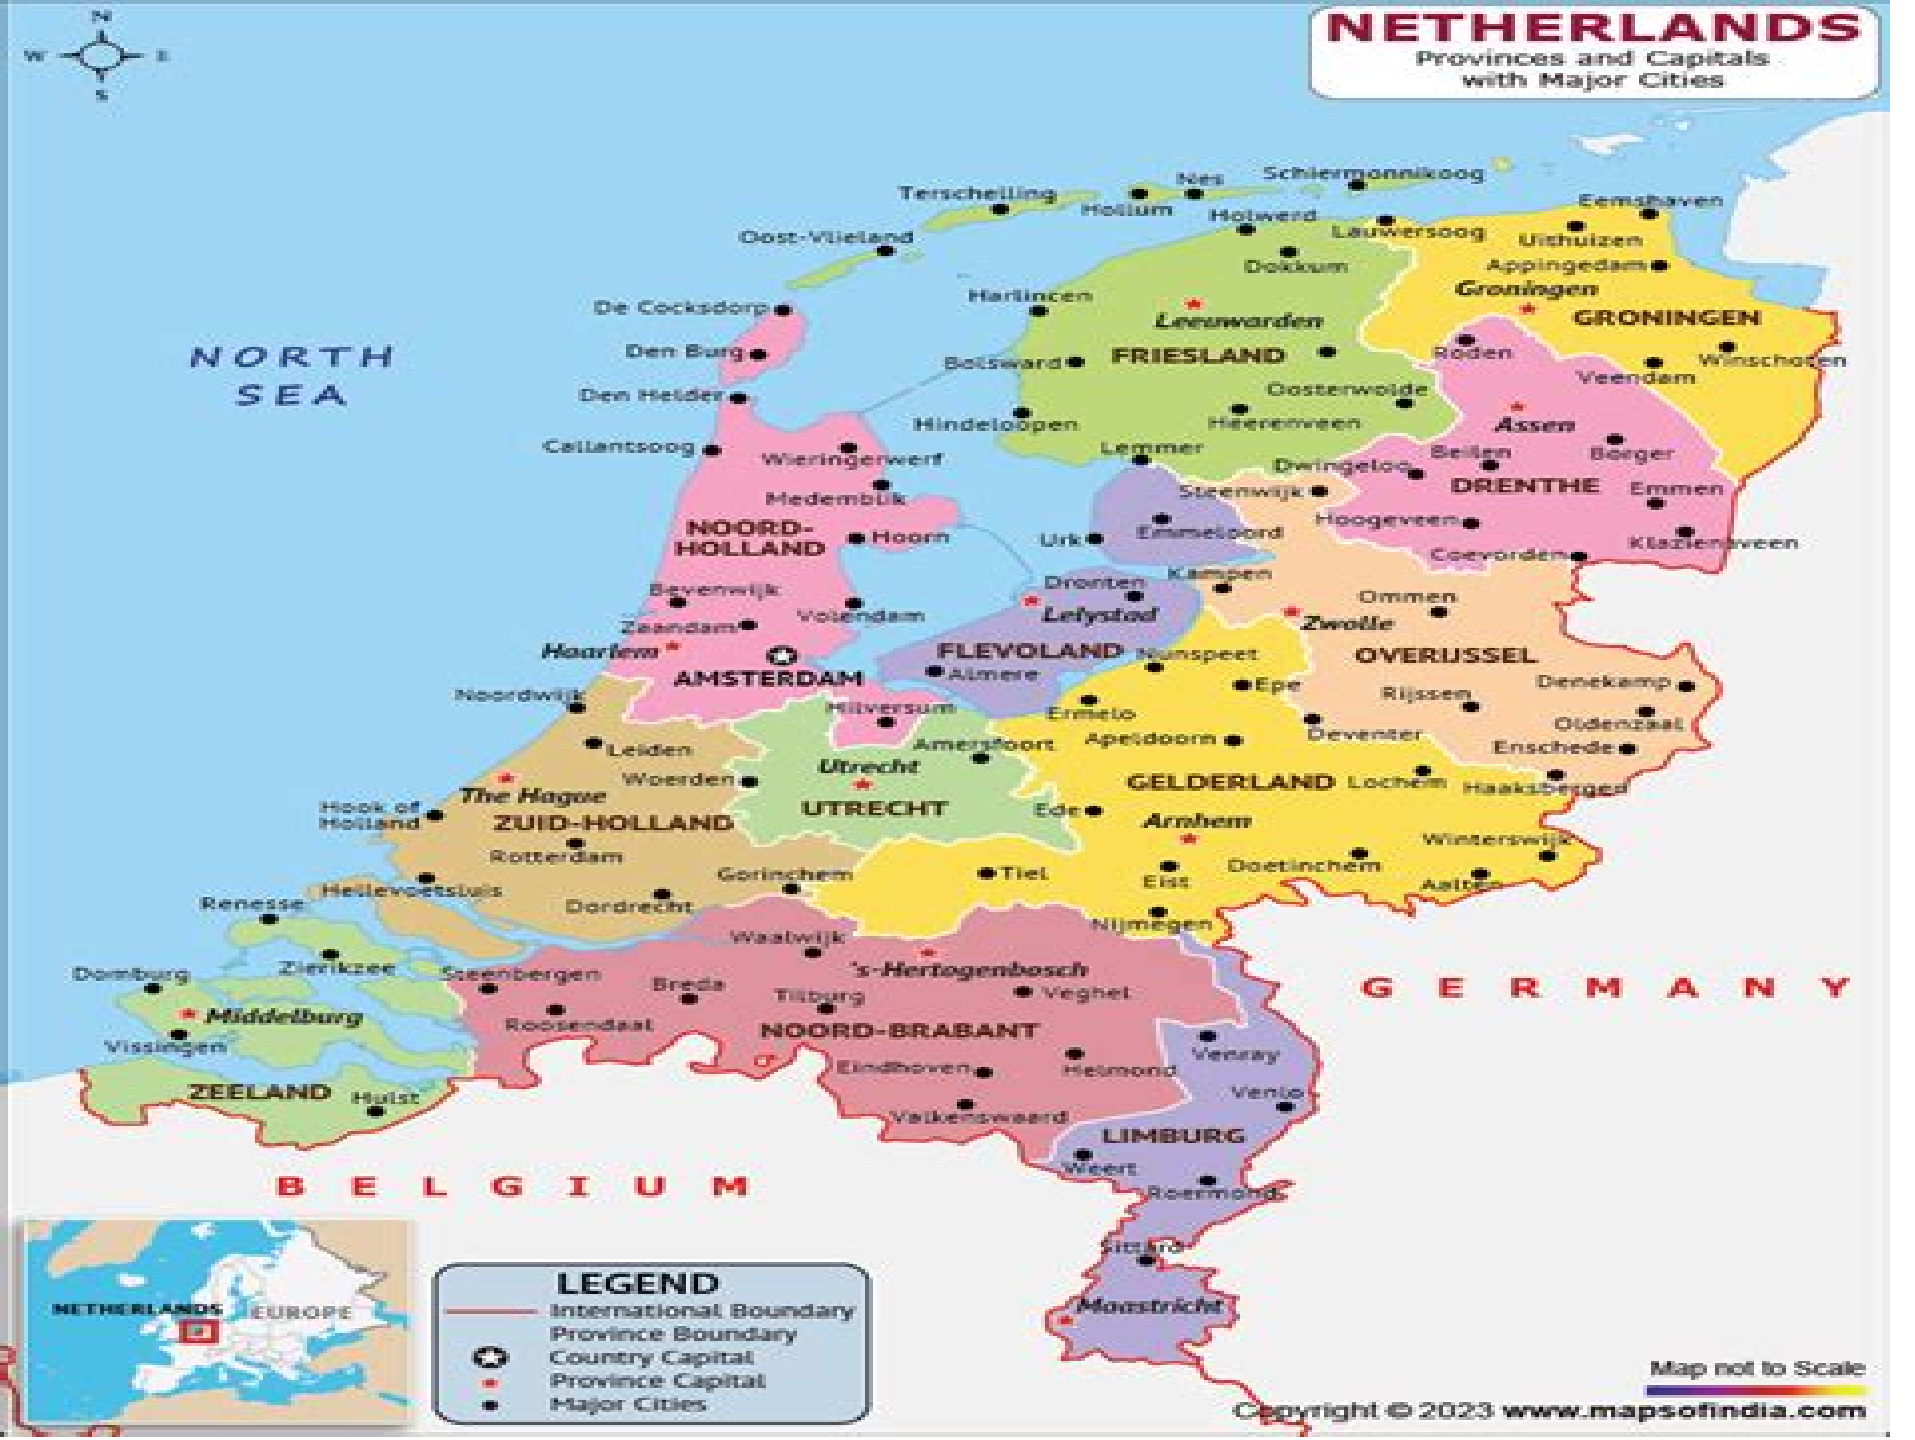 N
W E
S
NETHERLANDS
Provinces and Capitals
with Major Cities
NORTH
SEA
Schiermonnikoog
Nes
Terschelling
Hollum
Holwerd
Eemshaven
Lauwersoog
Uithuizen
Oost-Vlieland
Dokkum
Appingedam
Groningen
Harlincen
De Cocksdorp
Leeuwarden
GRONINGEN
Den Burg
Bolsward
FRIESLAND
Roden
Winschoten
Veendam
Den Helder
Oosterwolde
Hindeloopen
Heerenveen
Assen
Callantsoog
Wieringerwerf
Lemmer
Dwingeloo
Beilen
Borger
Medemblik
Steenwijk
DRENTHE
Emmen
NOORD-
HOLLAND
Hoorn
Urk
Emmeloord
Hoogeveen
Klazienaveen
Coevorden
Bevenwijk
Dronten
Kampen
Ommen
Volendam
Lelystad
Zaandam
Zwolle
Haarlem
FLEVOLAND
Nunspeet
OVERIJSSEL
AMSTERDAM
Almere
Epe
Rijssen
Denekamp
Noordwijk
Hilversum
Ermelo
Deventer
Oldenzaal
Leiden
Amersfoort
Apeldoorn
Enschede
Woerden
Utrecht
GELDERLAND
Lochem
Haaksbergen
The Hague
Hook of
Holland
UTRECHT
Ede
Arnhem
ZUID-HOLLAND
Winterswijk
Rotterdam
Gorinchem
Tiel
Elst
Doetinchem
Aalten
Hellevoetsluis
Renesse
Dordrecht
Nijmegen
Waalwijk
Domburg
Zierikzee
Steenbergen
's-Hertogenbosch
Breda
Tilburg
Veghel
GERMANY
Middelburg
Roosendaal
NOORD-BRABANT
Vissingen
Eindhoven
Helmond
Venray
ZEELAND
Hulst
Valkenswaard
Venlo
LIMBURG
Weert
BELGIUM
Roermond
Sittard
Maastricht
NETHERLANDS EUROPE
LEGEND
International Boundary
Province Boundary
Country Capital
Province Capital
Major Cities
Map not to Scale
Copyright © 2023 www.mapsofindia.com